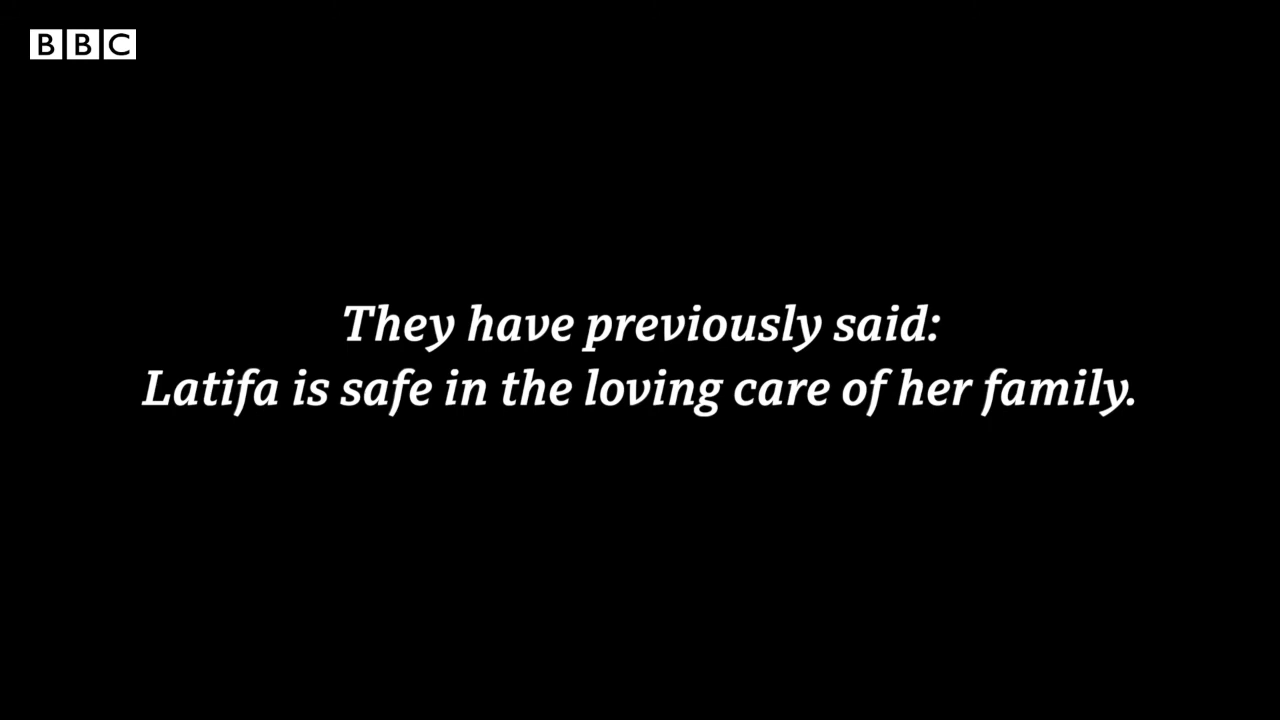 BBC
They have previously said:
Latifa is safe in the loving care of her family.